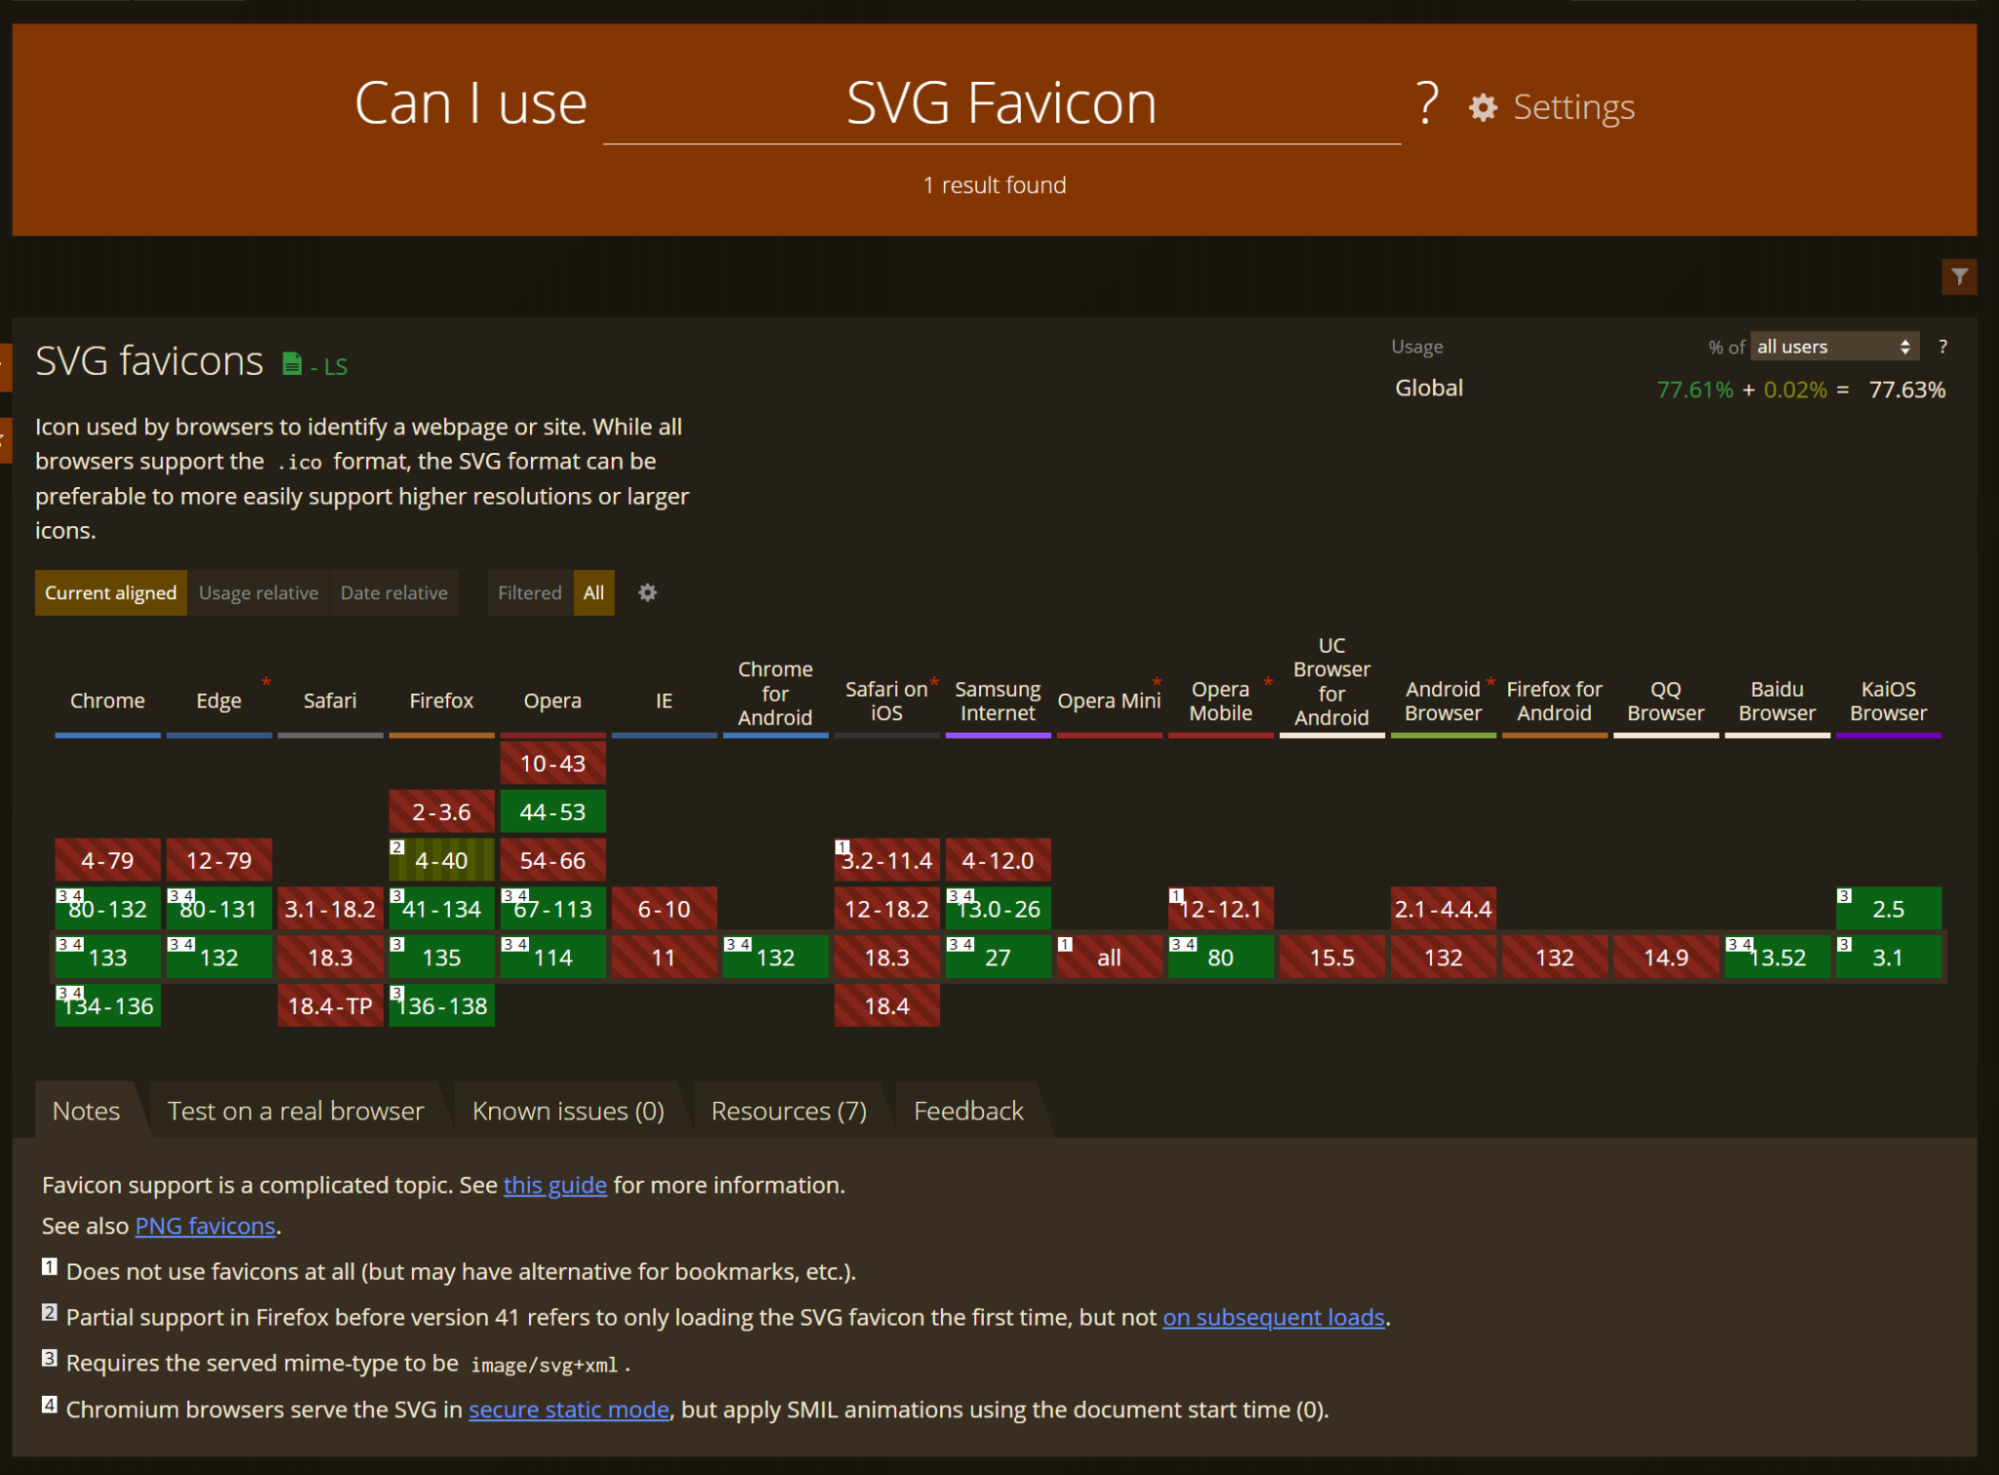 Can I use SVG Favicon ? Settings
1 result found
SVG favicons - LS
Usage % of all users ?
Global 77.61% + 0.02% = 77.63%
Icon used by browsers to identify a webpage or site. While all
browsers support the .ico format, the SVG format can be
preferable to more easily support higher resolutions or larger
icons.
Current aligned Usage relative Date relative Filtered All
Chrome Edge * Safari Firefox Opera IE Chrome for Android Safari on iOS * Samsung Internet Opera Mini * Opera Mobile * UC Browser for Android Android Browser * Firefox for Android QQ Browser Baidu Browser KaiOS Browser
10-43
2-3.6 44-53
4-79 12-79 2 4-40 54-66 1 3.2-11.4 4-12.0
3 4 80-132 3 4 80-131 3.1-18.2 3 41-134 3 4 67-113 6-10 12-18.2 3 4 13.0-26 1 12-12.1 2.1-4.4.4 3 2.5
3 4 133 3 4 132 18.3 3 135 3 4 114 11 3 4 132 18.3 3 4 27 1 all 3 4 80 15.5 132 132 14.9 3 4 13.52 3 3.1
3 4 134-136 18.4-TP 3 136-138 18.4
Notes Test on a real browser Known issues (0) Resources (7) Feedback
Favicon support is a complicated topic. See this guide for more information.
See also PNG favicons.
1 Does not use favicons at all (but may have alternative for bookmarks, etc.).
2 Partial support in Firefox before version 41 refers to only loading the SVG favicon the first time, but not on subsequent loads.
3 Requires the served mime-type to be image/svg+xml .
4 Chromium browsers serve the SVG in secure static mode, but apply SMIL animations using the document start time (0).